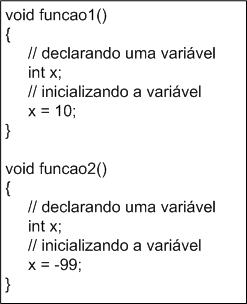 void funcao1()
{
// declarando uma variável
int x;
// inicializando a variável
x = 10;
}
void funcao2()
{
// declarando uma variável
int x;
// inicializando a variável
x = -99;
}